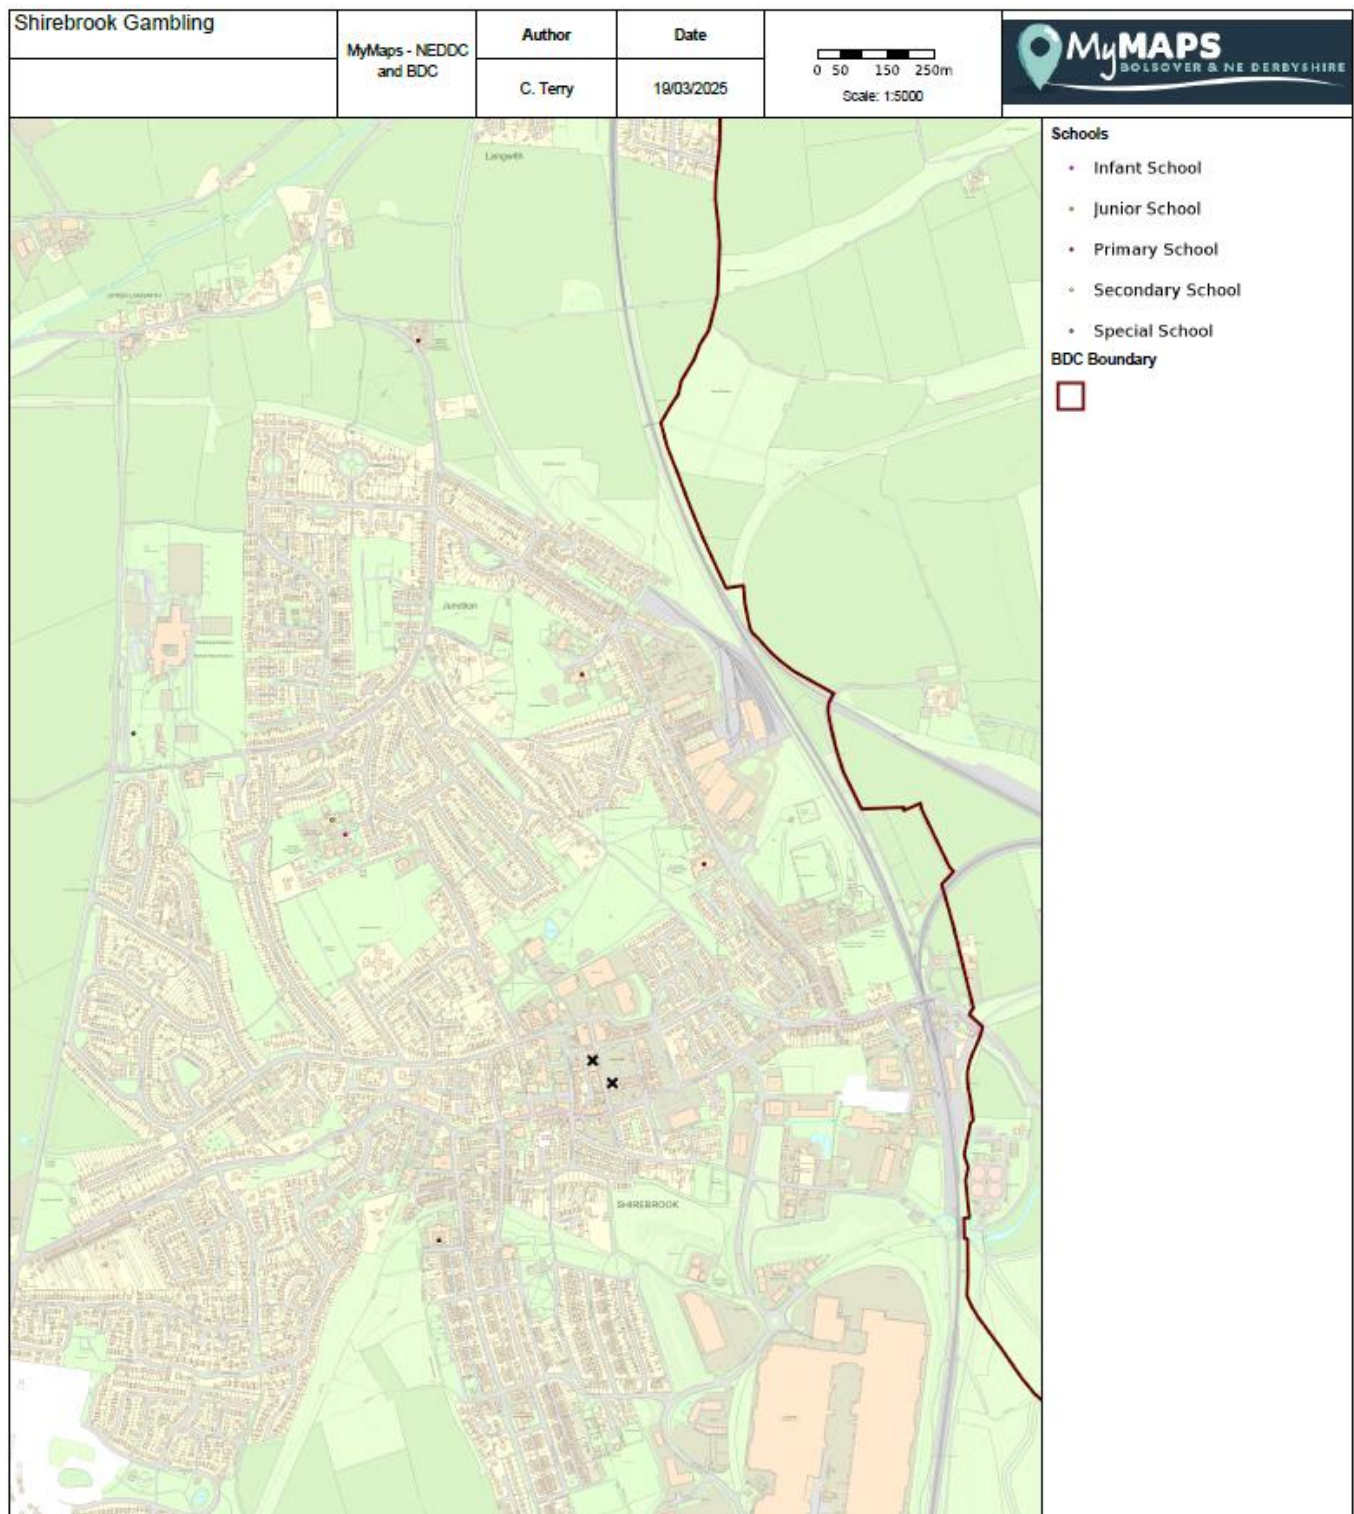 Shirebrook Gambling
MyMaps - NEDDC
and BDC
Author
C. Terry
Date
19/03/2025
0 50 150 250m
Scale: 1:5000
MyMAPS
BOLSOVER & NE DERBYSHIRE
Schools
Infant School
Junior School
Primary School
Secondary School
Special School
BDC Boundary
Langwith
Junction
SHIREBROOK